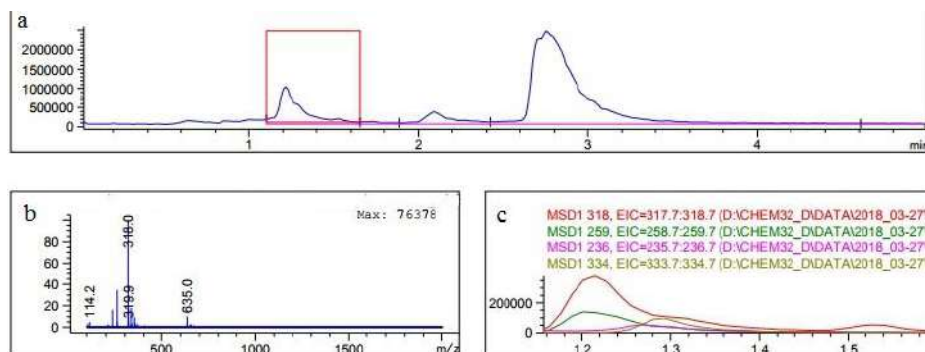 a
2000000
1500000
1000000
500000
0
1 2 3 4 min
b
Max: 76378
80
60
40
20
0
114.2
318.0
319.9
635.0
500 1000 1500 m/z
c
MSD1 318, EIC=317.7:318.7 (D:\CHEM32_D\DATA\2018_03-27\
MSD1 259, EIC=258.7:259.7 (D:\CHEM32_D\DATA\2018_03-27\
MSD1 236, EIC=235.7:236.7 (D:\CHEM32_D\DATA\2018_03-27\
MSD1 334, EIC=333.7:334.7 (D:\CHEM32_D\DATA\2018_03-27\
200000
0
1.2 1.3 1.4 1.5